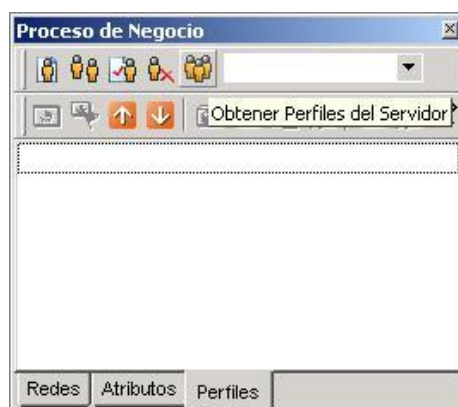 Proceso de Negocio
Obtener Perfiles del Servidor
Redes
Atributos
Perfiles